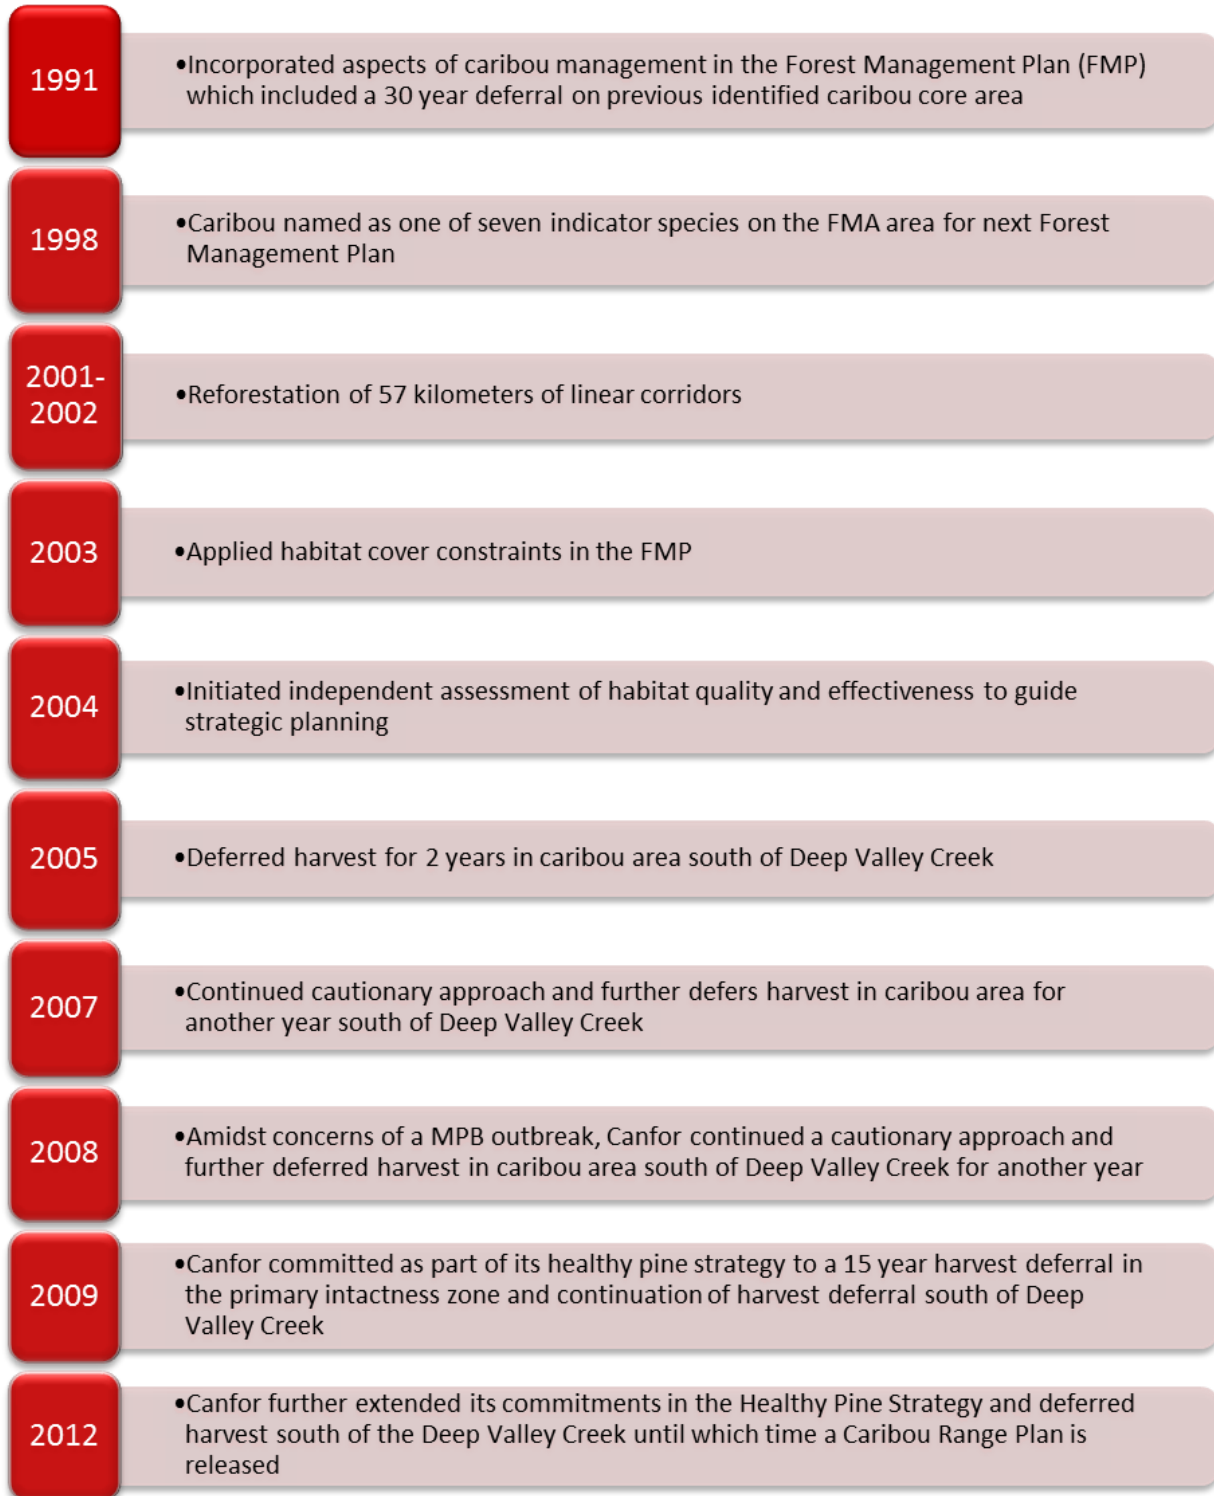 1991
•Incorporated aspects of caribou management in the Forest Management Plan (FMP)
which included a 30 year deferral on previous identified caribou core area
1998
•Caribou named as one of seven indicator species on the FMA area for next Forest
Management Plan
2001-
2002
•Reforestation of 57 kilometers of linear corridors
2003
•Applied habitat cover constraints in the FMP
2004
•Initiated independent assessment of habitat quality and effectiveness to guide
strategic planning
2005
•Deferred harvest for 2 years in caribou area south of Deep Valley Creek
2007
•Continued cautionary approach and further defers harvest in caribou area for
another year south of Deep Valley Creek
2008
•Amidst concerns of a MPB outbreak, Canfor continued a cautionary approach and
further deferred harvest in caribou area south of Deep Valley Creek for another year
2009
•Canfor committed as part of its healthy pine strategy to a 15 year harvest deferral in
the primary intactness zone and continuation of harvest deferral south of Deep
Valley Creek
2012
•Canfor further extended its commitments in the Healthy Pine Strategy and deferred
harvest south of the Deep Valley Creek until which time a Caribou Range Plan is
released